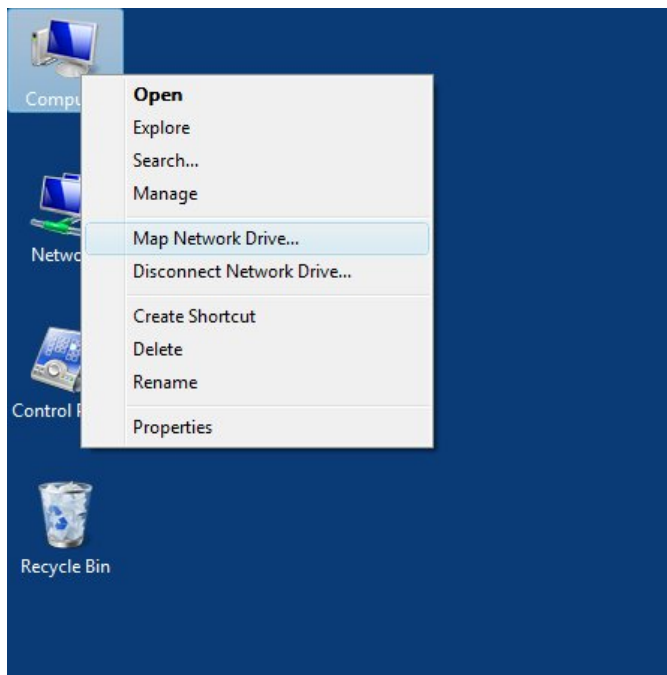 Compu
Open
Explore
Search...
Manage
Map Network Drive...
Netwo
Disconnect Network Drive...
Create Shortcut
Delete
Rename
Control P
Properties
Recycle Bin